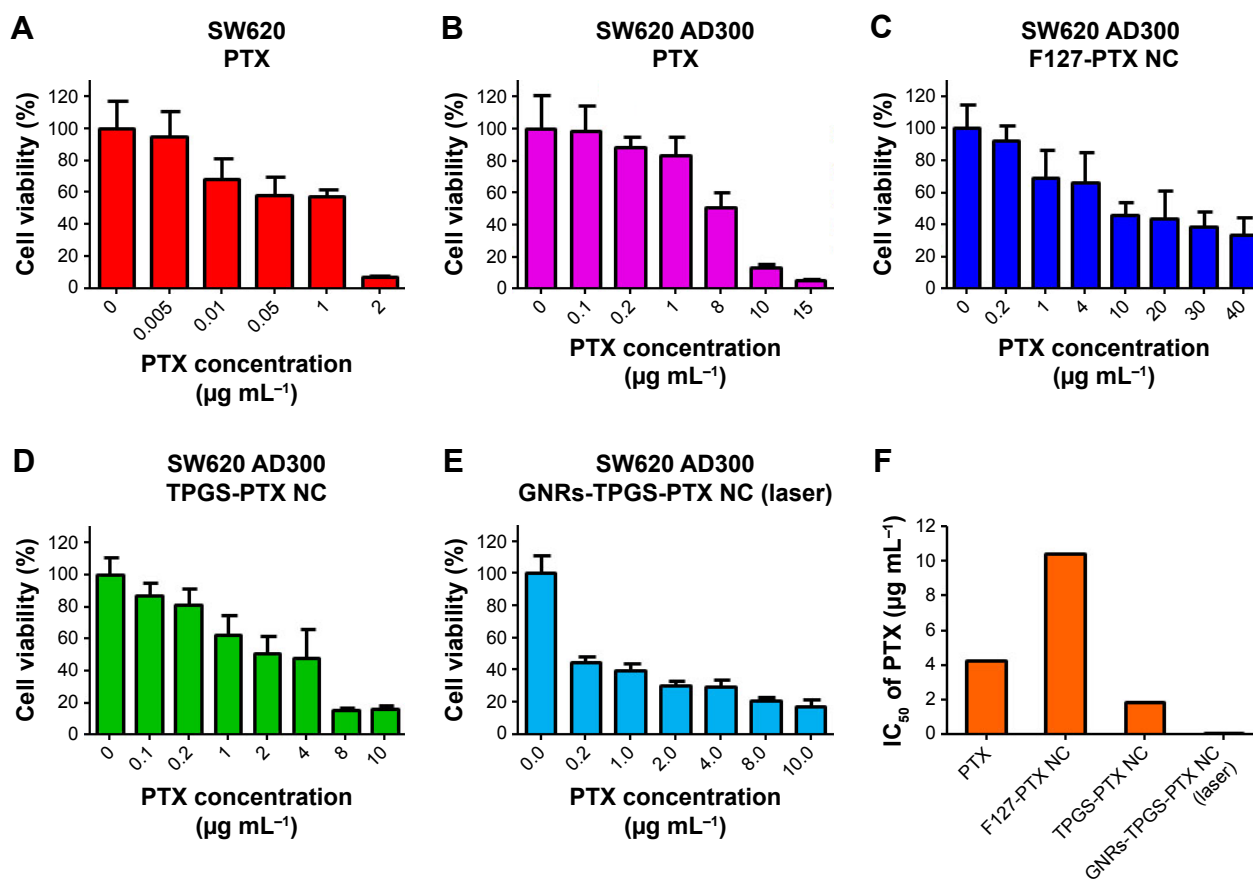 A
SW620
PTX
Cell viability (%)
120
100
80
60
40
20
0
0
0.005
0.01
0.05
1
2
PTX concentration
(µg mL⁻¹)
B
SW620 AD300
PTX
Cell viability (%)
120
100
80
60
40
20
0
0
0.1
0.2
1
8
10
15
PTX concentration
(µg mL⁻¹)
C
SW620 AD300
F127-PTX NC
Cell viability (%)
120
100
80
60
40
20
0
0
0.2
1
4
10
20
30
40
PTX concentration
(µg mL⁻¹)
D
SW620 AD300
TPGS-PTX NC
Cell viability (%)
120
100
80
60
40
20
0
0
0.1
0.2
1
2
4
8
10
PTX concentration
(µg mL⁻¹)
E
SW620 AD300
GNRs-TPGS-PTX NC (laser)
Cell viability (%)
120
100
80
60
40
20
0
0.0
0.2
1.0
2.0
4.0
8.0
10.0
PTX concentration
(µg mL⁻¹)
F
IC₅₀ of PTX (µg mL⁻¹)
12
10
8
6
4
2
0
PTX
F127-PTX NC
TPGS-PTX NC
GNRs-TPGS-PTX NC
(laser)